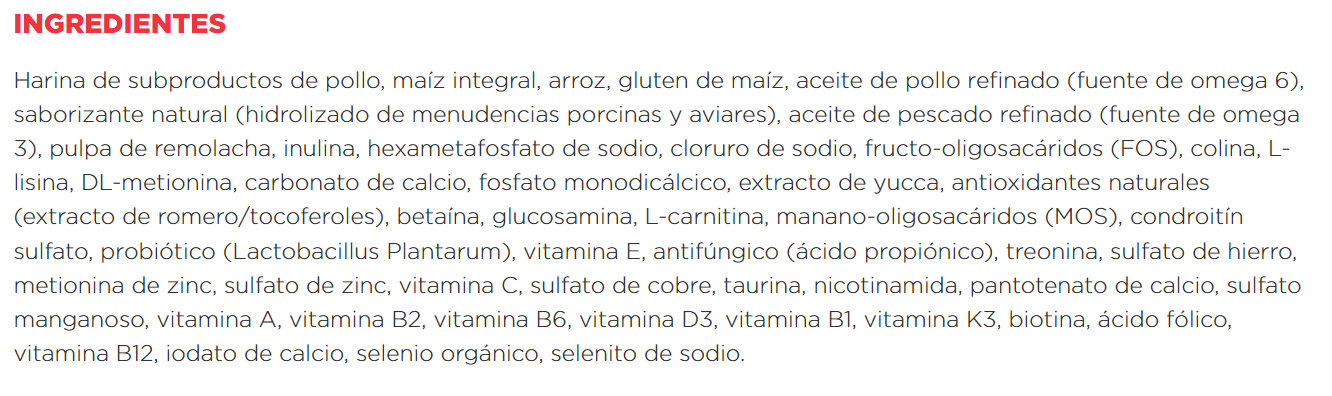 INGREDIENTES
Harina de subproductos de pollo, maíz integral, arroz, gluten de maíz, aceite de pollo refinado (fuente de omega 6),
saborizante natural (hidrolizado de menudencias porcinas y aviares), aceite de pescado refinado (fuente de omega
3), pulpa de remolacha, inulina, hexametafosfato de sodio, cloruro de sodio, fructo-oligosacáridos (FOS), colina, L-
lisina, DL-metionina, carbonato de calcio, fosfato monodicálcico, extracto de yucca, antioxidantes naturales
(extracto de romero/tocoferoles), betaína, glucosamina, L-carnitina, manano-oligosacáridos (MOS), condroitín
sulfato, probiótico (Lactobacillus Plantarum), vitamina E, antifúngico (ácido propiónico), treonina, sulfato de hierro,
metionina de zinc, sulfato de zinc, vitamina C, sulfato de cobre, taurina, nicotinamida, pantotenato de calcio, sulfato
manganoso, vitamina A, vitamina B2, vitamina B6, vitamina D3, vitamina B1, vitamina K3, biotina, ácido fólico,
vitamina B12, iodato de calcio, selenio orgánico, selenito de sodio.